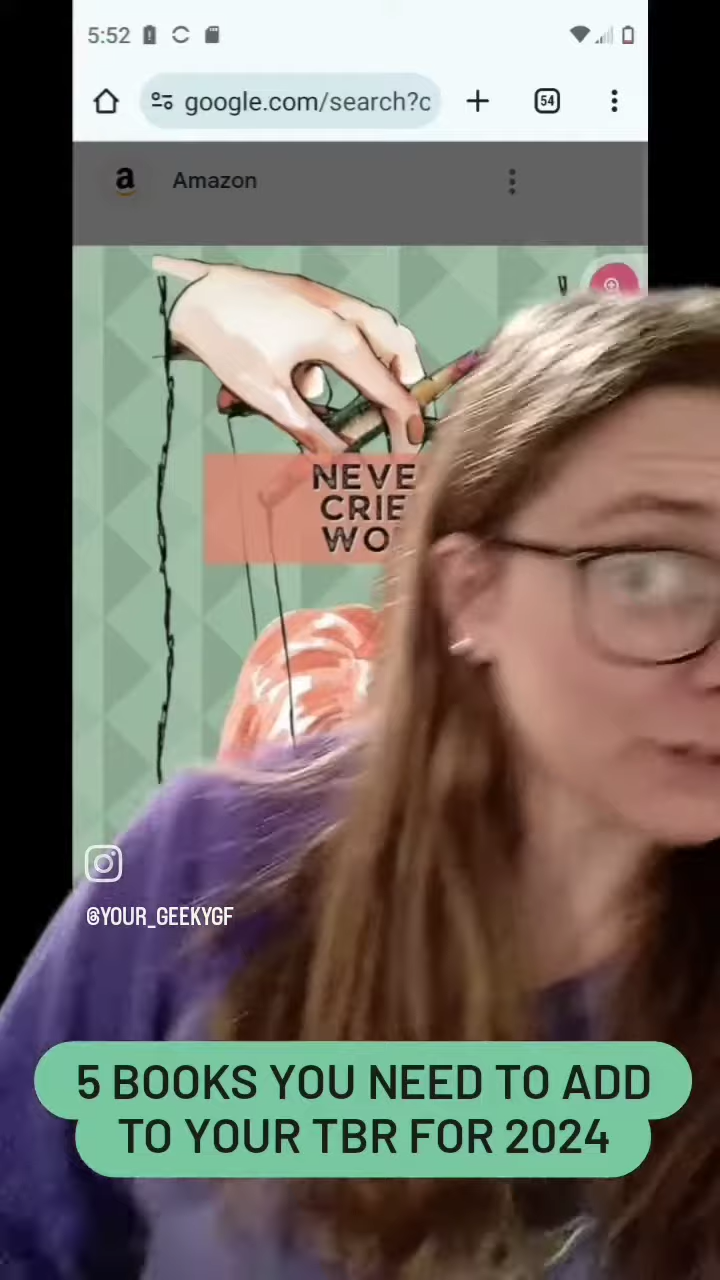 5:52
google.com/search?c
54
a
Amazon
NEVE
CRIE
WO
@YOUR_GEEKYGF
5 BOOKS YOU NEED TO ADD
TO YOUR TBR FOR 2024